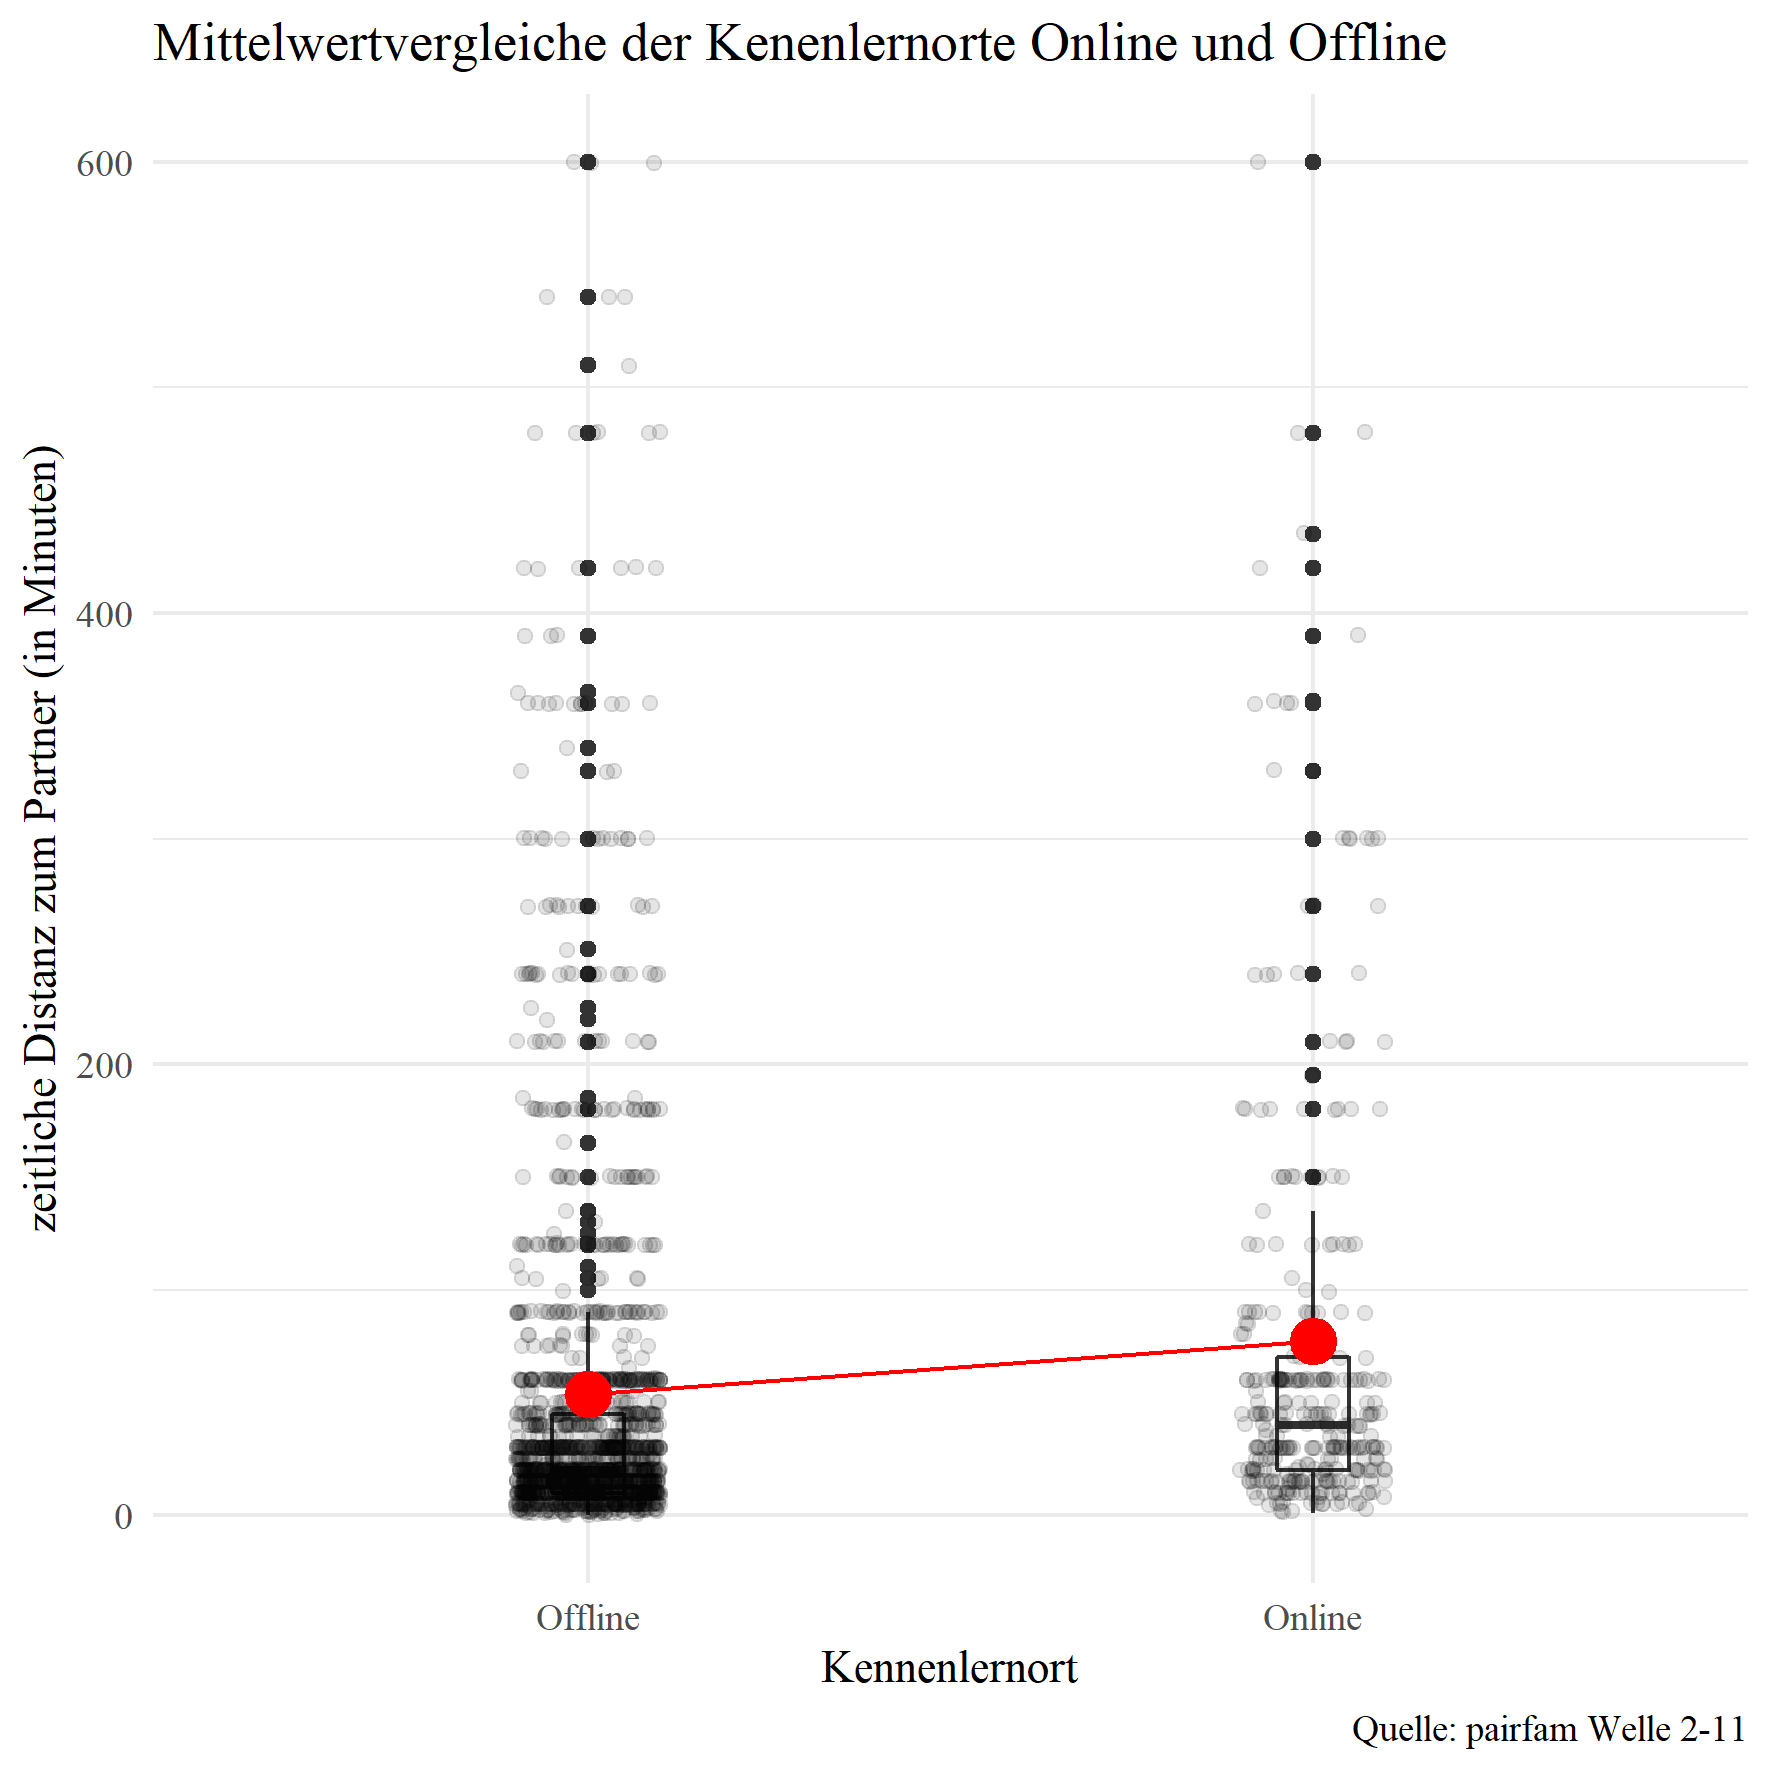 Mittelwertvergleiche der Kenenlernorte Online und Offline
zeitliche Distanz zum Partner (in Minuten)
600
400
200
0
Offline
Online
Kennenlernort
Quelle: pairfam Welle 2-11